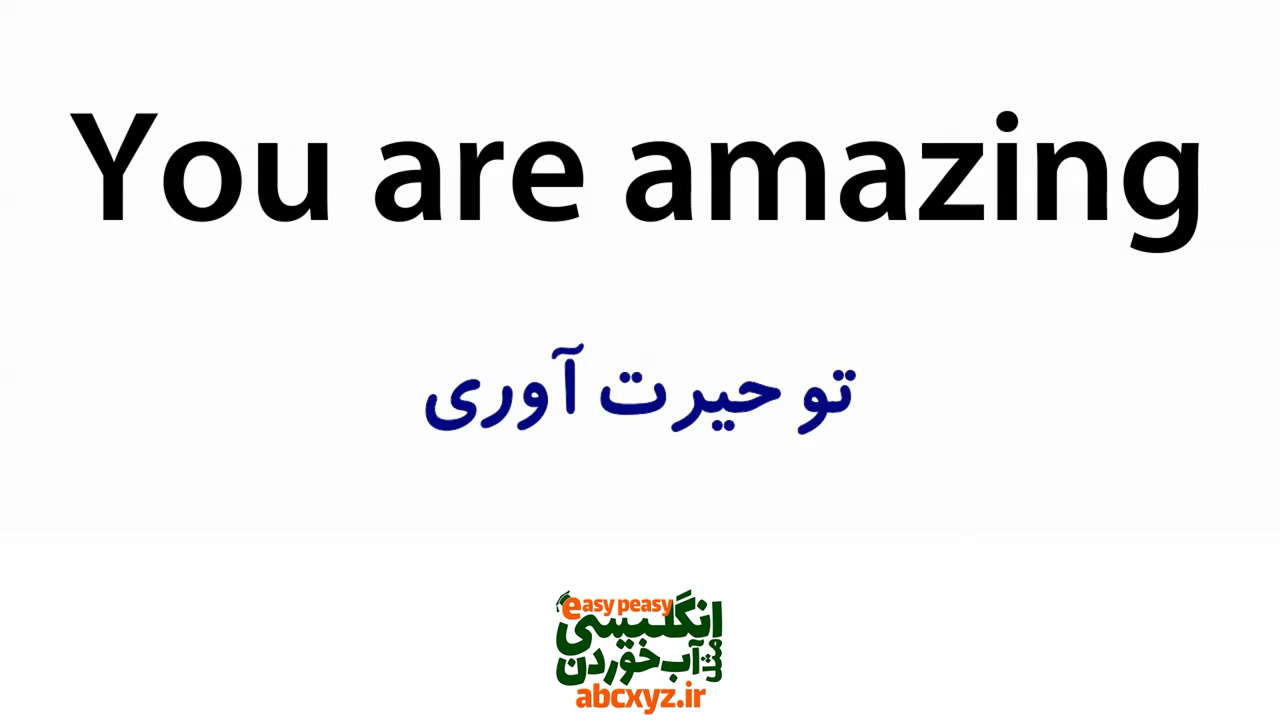 You are amazing
تو حیرت آوری
easy peasy
انگلیسی
مثل آب خوردن
abcxyz.ir